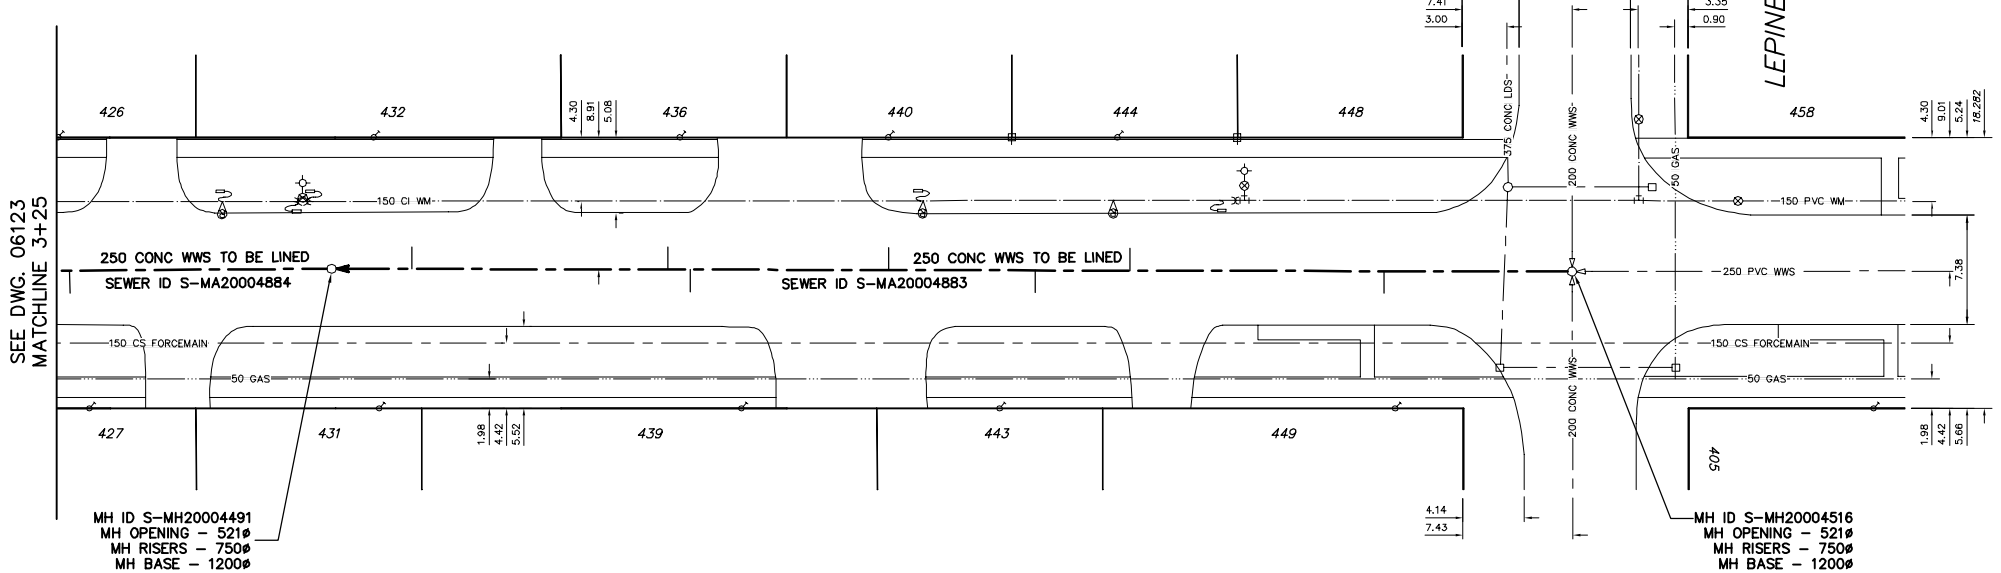 7.41
3.00
3.35
0.90
LEPINE
426
432
4.30
8.91
5.08
436
440
444
448
375 CONC LDS
200 CONC WWS
50 GAS
458
4.30
9.01
5.24
18.282
SEE DWG. 06123
MATCHLINE 3+25
150 CI WM
150 PVC WM
250 CONC WWS TO BE LINED
SEWER ID S-MA20004884
250 CONC WWS TO BE LINED
SEWER ID S-MA20004883
250 PVC WWS
7.38
150 CS FORCEMAIN
150 CS FORCEMAIN
50 GAS
50 GAS
200 CONC WWS
427
431
1.98
4.42
5.52
439
443
449
405
1.98
4.42
5.66
4.14
7.43
MH ID S-MH20004491
MH OPENING - 521ø
MH RISERS - 750ø
MH BASE - 1200ø
MH ID S-MH20004516
MH OPENING - 521ø
MH RISERS - 750ø
MH BASE - 1200ø